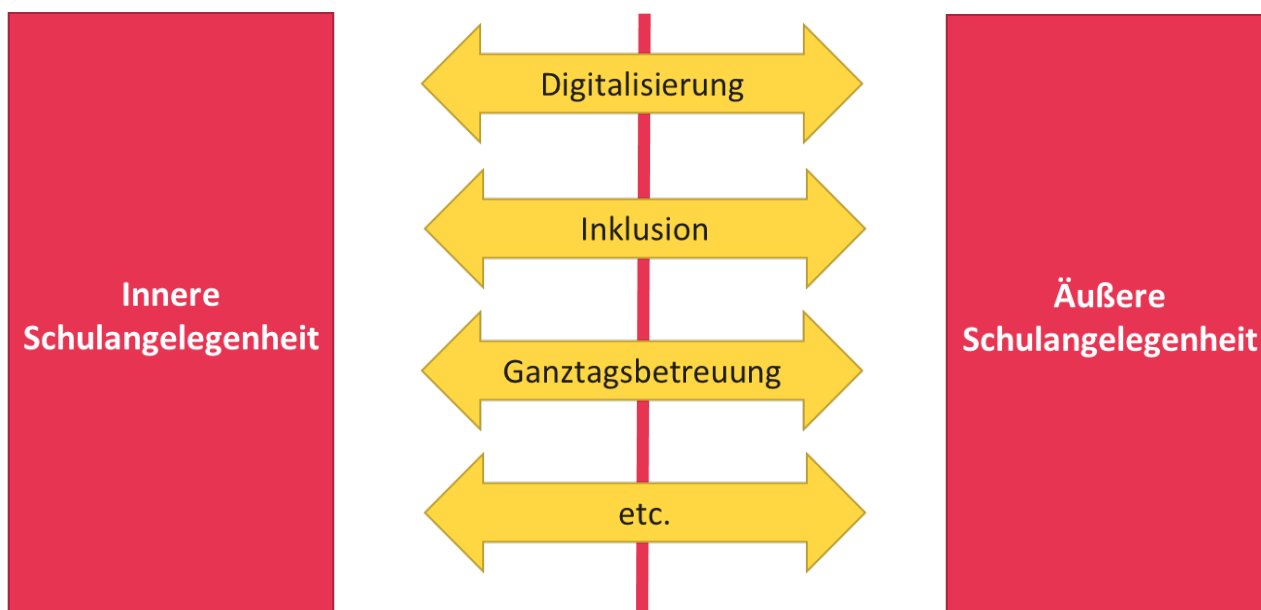 Innere
Schulangelegenheit
Digitalisierung
Inklusion
Ganztagsbetreuung
etc.
Äußere
Schulangelegenheit